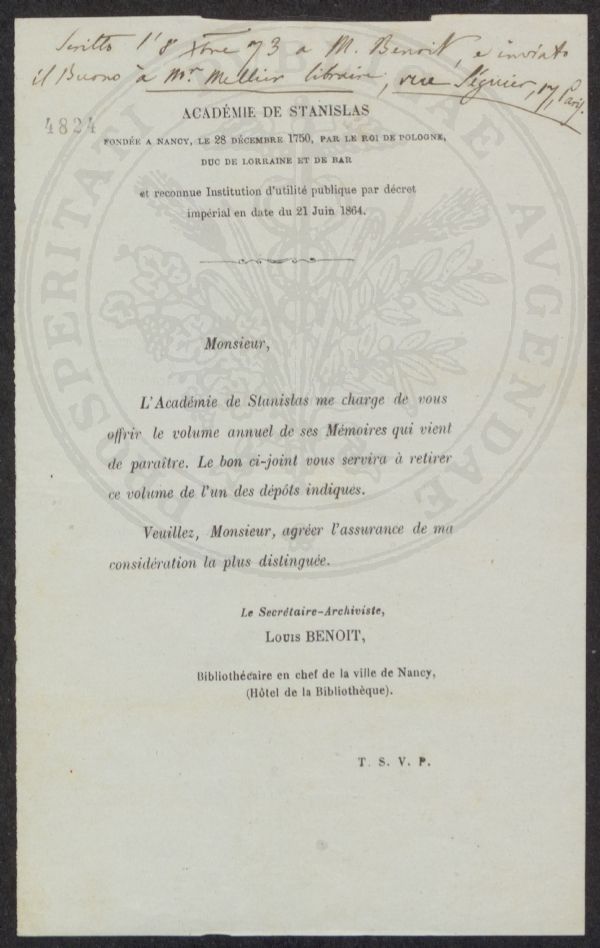 Scritto l'8 Xbre 73 a M. Benoit, e inviato
il Buono à Mr. Mellier libraire, rue Séguier, 17, Paris.
4824
ACADÉMIE DE STANISLAS
FONDÉE A NANCY, LE 28 DÉCEMBRE 1750, PAR LE ROI DE POLOGNE,
DUC DE LORRAINE ET DE BAR
et reconnue Institution d'utilité publique par décret
impérial en date du 21 Juin 1864.
Monsieur,
L'Académie de Stanislas me charge de vous
offrir le volume annuel de ses Mémoires qui vient
de paraître. Le bon ci-joint vous servira à retirer
ce volume de l'un des dépôts indiqués.
Veuillez, Monsieur, agréer l'assurance de ma
considération la plus distinguée.
Le Secrétaire-Archiviste,
Louis BENOIT,
Bibliothécaire en chef de la ville de Nancy,
(Hôtel de la Bibliothèque).
T. S. V. P.
PROSPERITATI PUBLICAE AVGENDAE